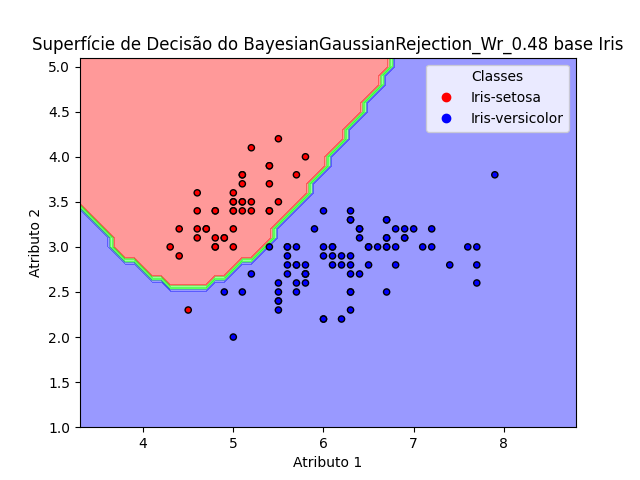 Superfície de Decisão do BayesianGaussianRejection_Wr_0.48 base Iris
Classes
Iris-setosa
Iris-versicolor
5.0
4.5
4.0
3.5
3.0
2.5
2.0
1.5
1.0
Atributo 2
4 5 6 7 8
Atributo 1